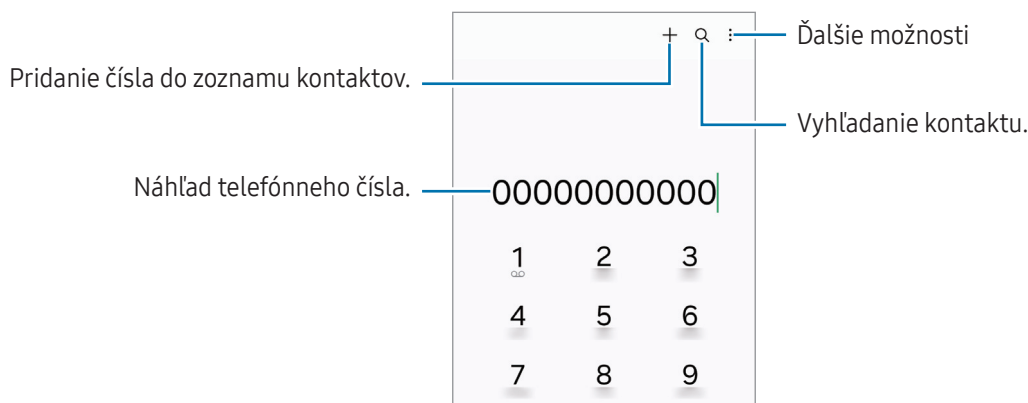 Ďalšie možnosti
Pridanie čísla do zoznamu kontaktov.
Vyhľadanie kontaktu.
Náhľad telefónneho čísla.
00000000000
1 2 3
4 5 6
7 8 9